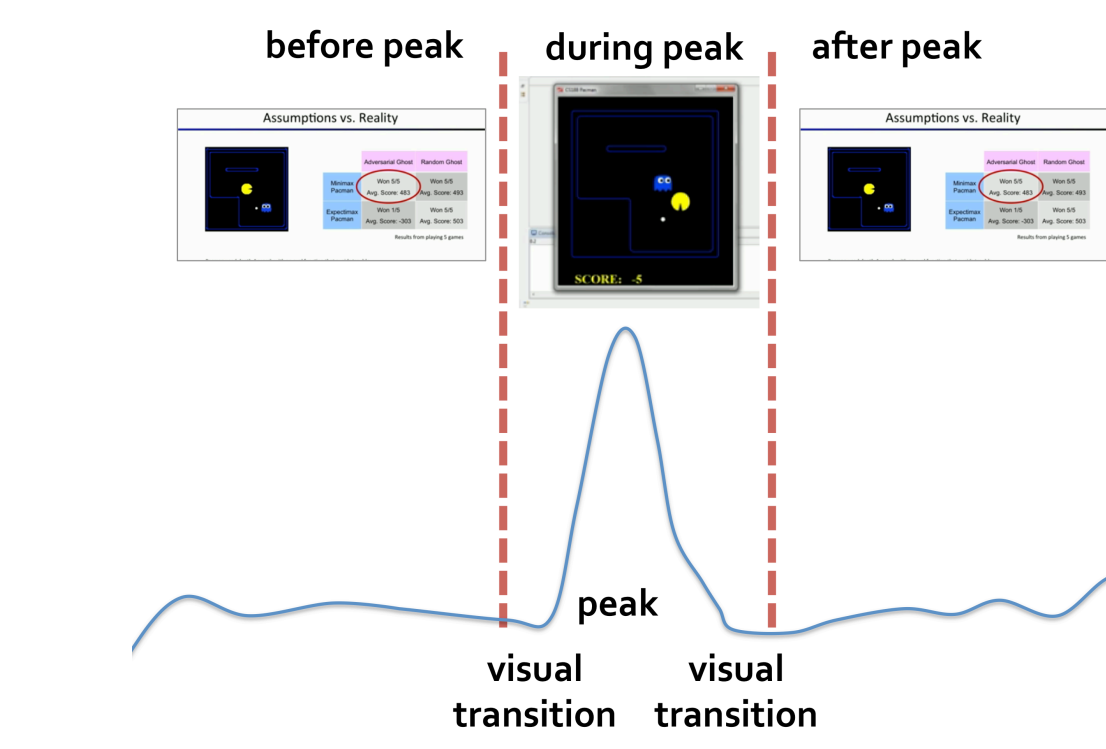 before peak
during peak
after peak
Assumptions vs. Reality
Adversarial Ghost Random Ghost
Minimax Pacman
Won 5/5 Avg. Score: 483
Won 5/5 Avg. Score: 493
Expectimax Pacman
Won 1/5 Avg. Score: -303
Won 5/5 Avg. Score: 503
Results from playing 5 games
CS188 Pacman
SCORE: -5
Assumptions vs. Reality
Adversarial Ghost Random Ghost
Minimax Pacman
Won 5/5 Avg. Score: 483
Won 5/5 Avg. Score: 493
Expectimax Pacman
Won 1/5 Avg. Score: -303
Won 5/5 Avg. Score: 503
Results from playing 5 games
peak
visual
transition
visual
transition